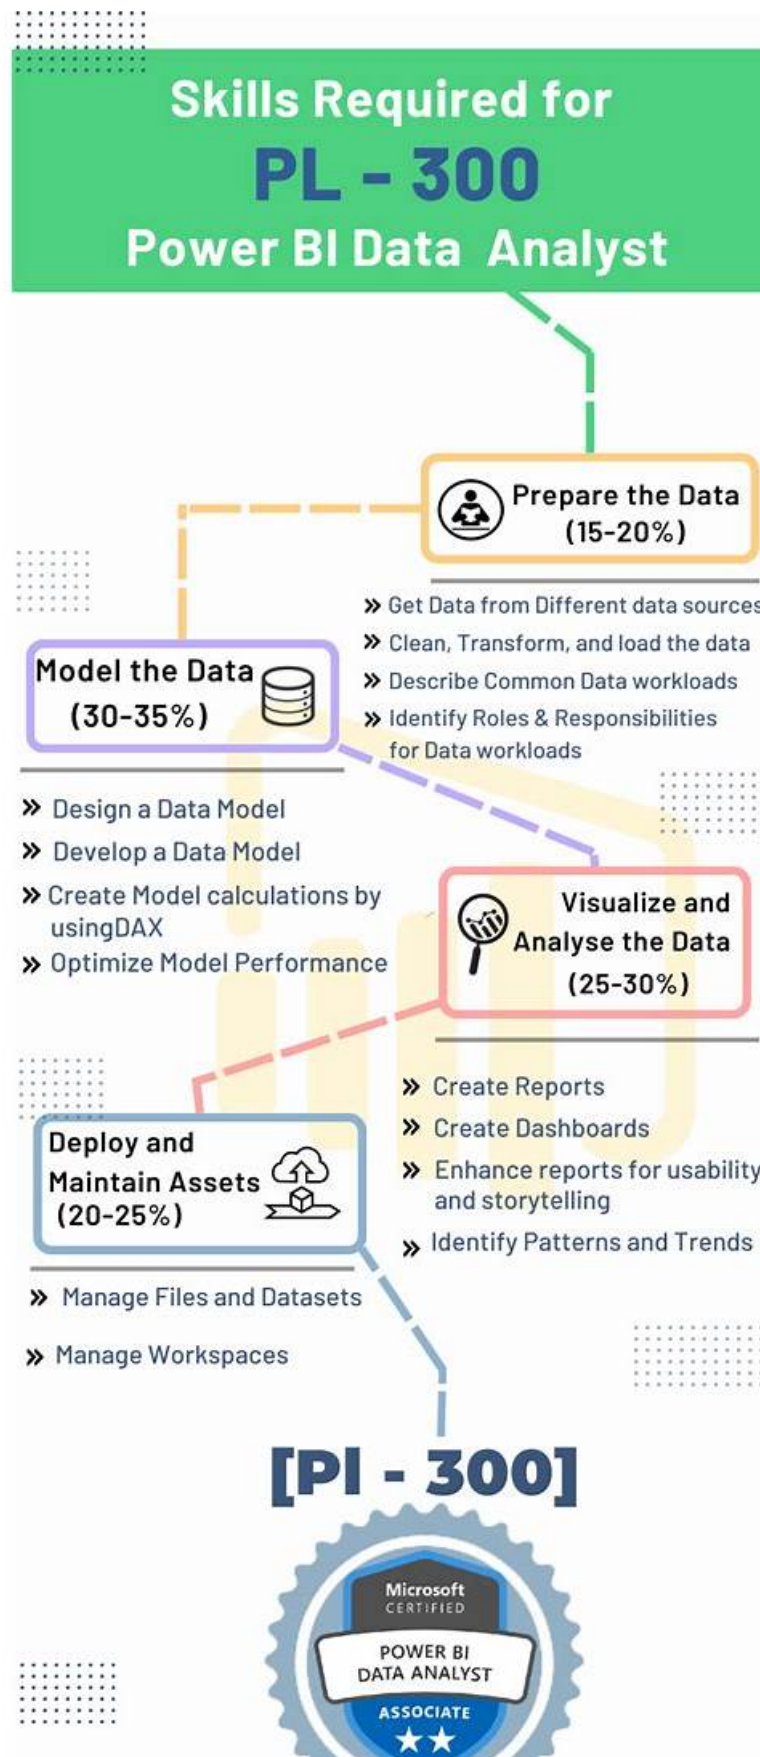 Skills Required for
PL - 300
Power BI Data Analyst
Prepare the Data
(15-20%)
Get Data from Different data sources
Clean, Transform, and load the data
Describe Common Data workloads
Identify Roles & Responsibilities
for Data workloads
Model the Data
(30-35%)
Design a Data Model
Develop a Data Model
Create Model calculations by
usingDAX
Optimize Model Performance
Visualize and
Analyse the Data
(25-30%)
Create Reports
Create Dashboards
Enhance reports for usability
and storytelling
Identify Patterns and Trends
Deploy and
Maintain Assets
(20-25%)
Manage Files and Datasets
Manage Workspaces
[Pl - 300]
Microsoft
CERTIFIED
POWER BI
DATA ANALYST
ASSOCIATE